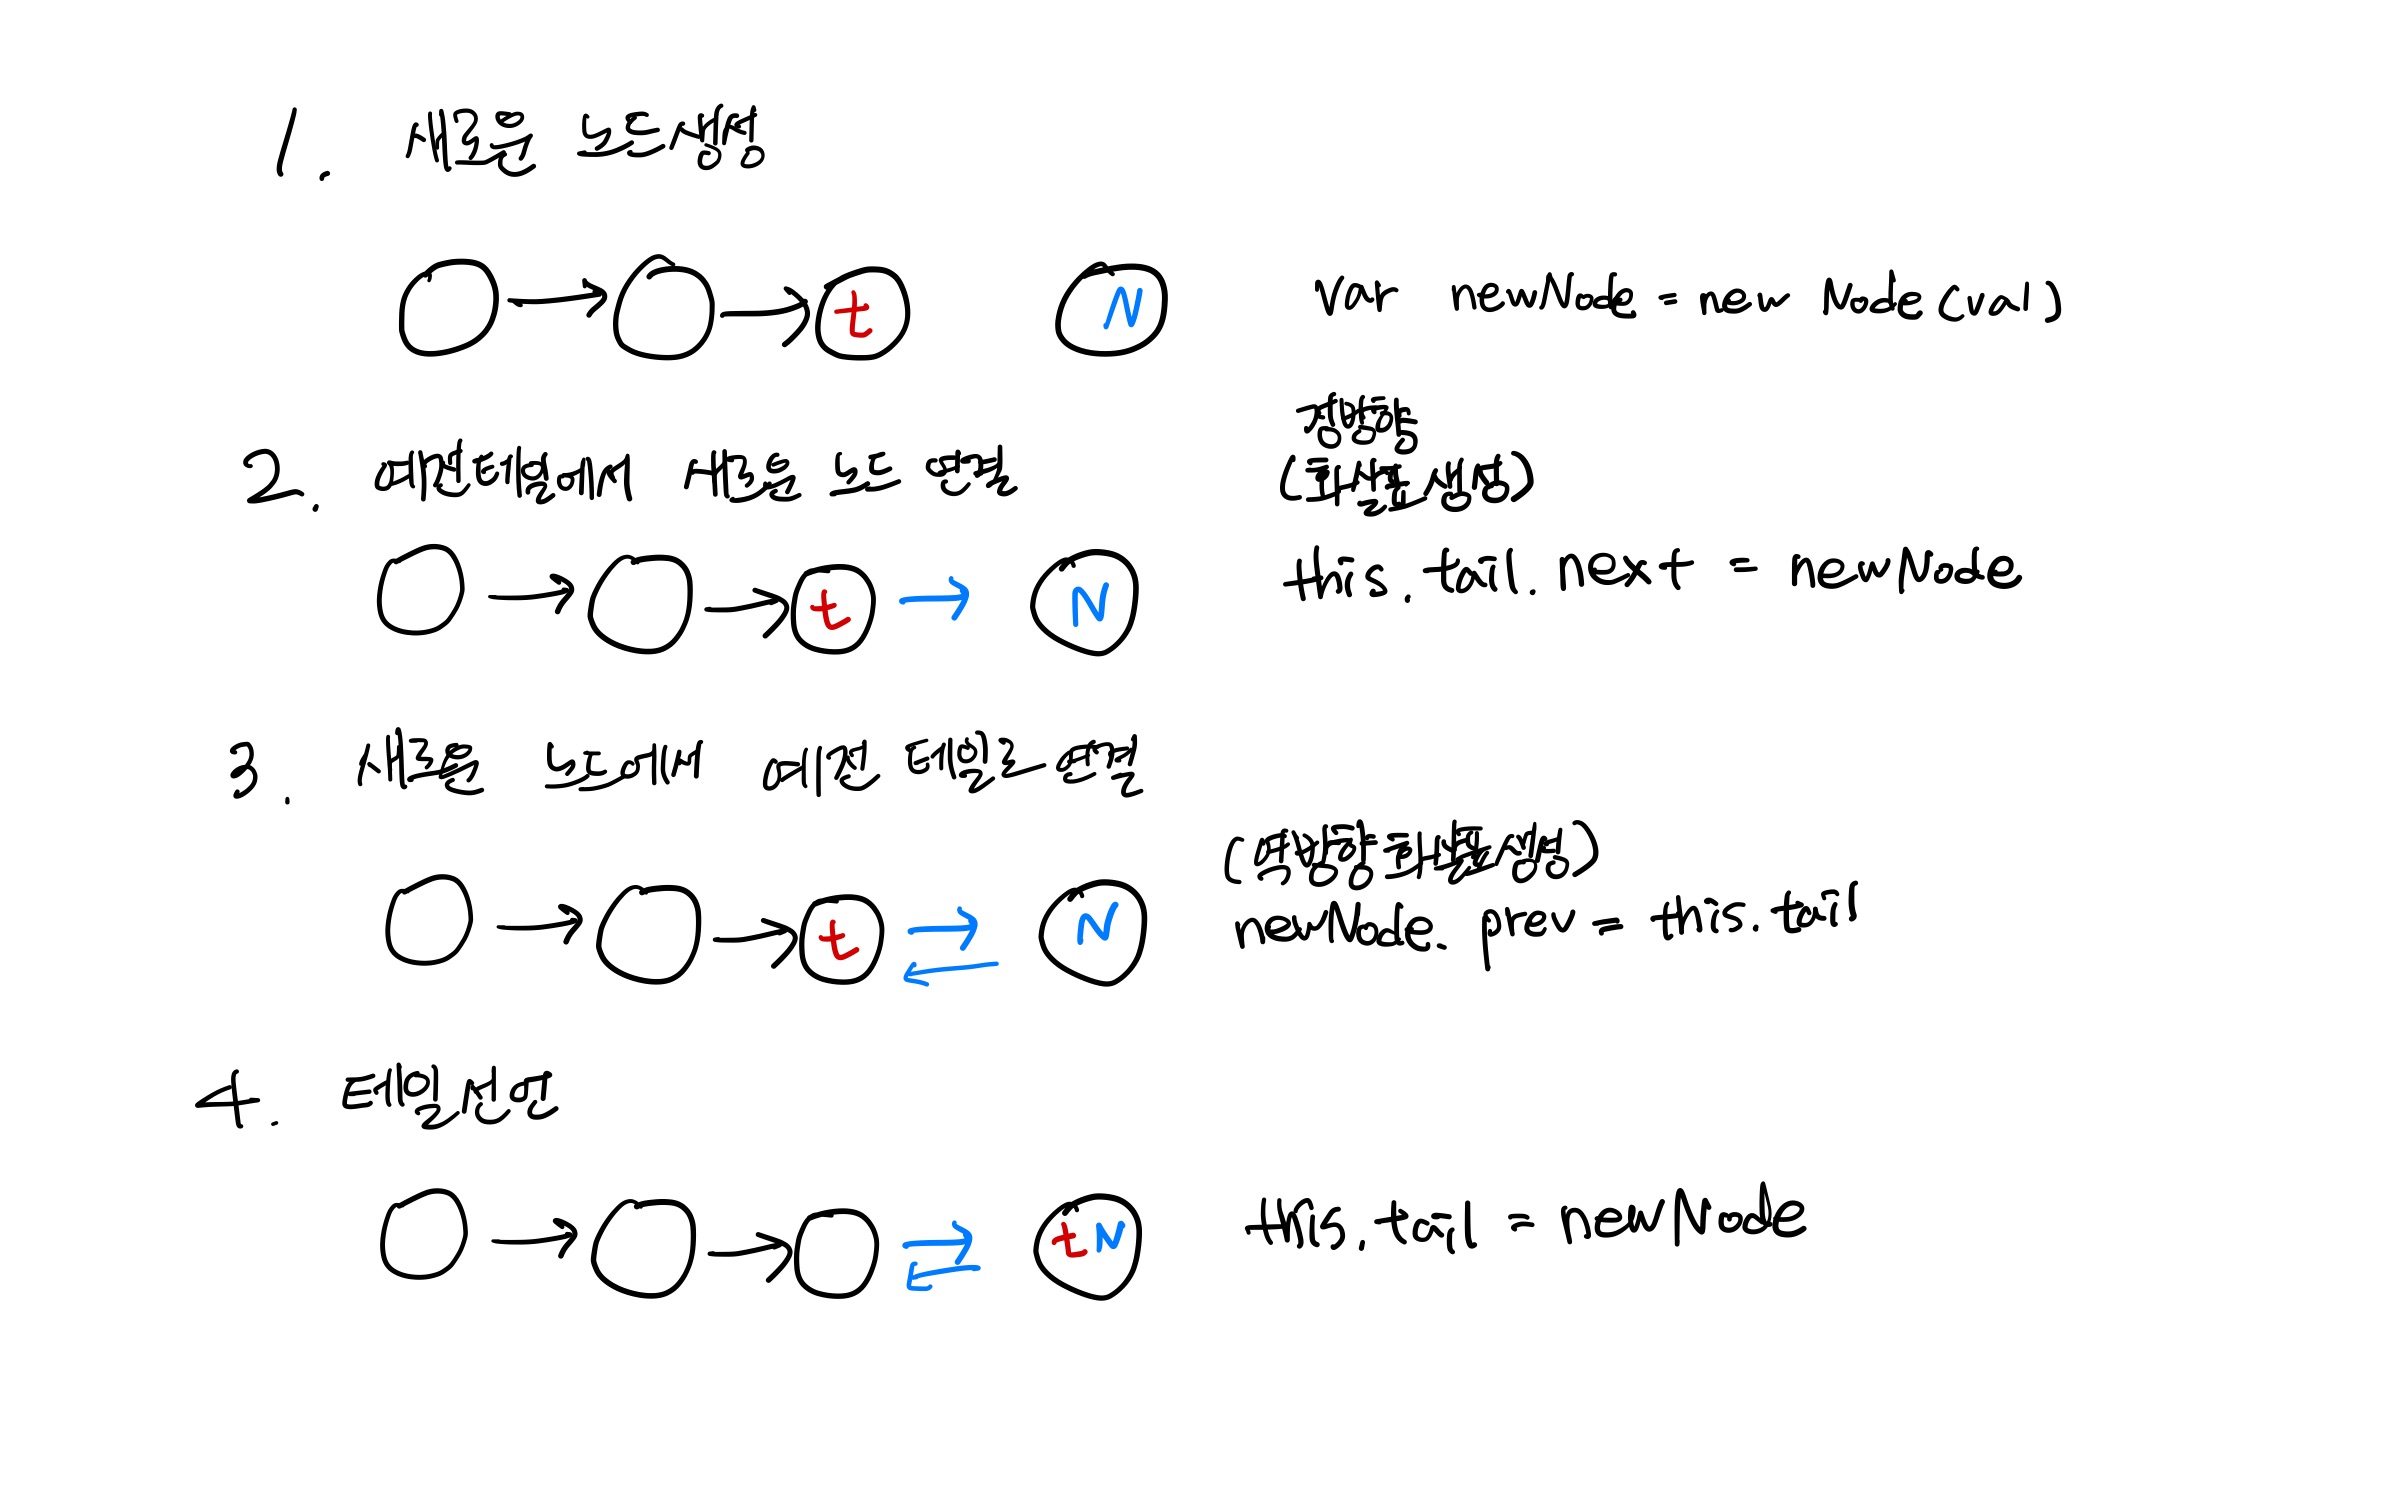 1. 새로운 노드생성
t N var newNode = new Node(val)
2. 예전테일에서 새로운 노드 연결
정방향
(화살표 생성)
t N this.tail.next = newNode
3. 새로운 노드에서 예전 테일로 연결
(역방향 화살표 생성)
t N newNode.prev = this.tail
4. 테일선언
t N this.tail = newNode